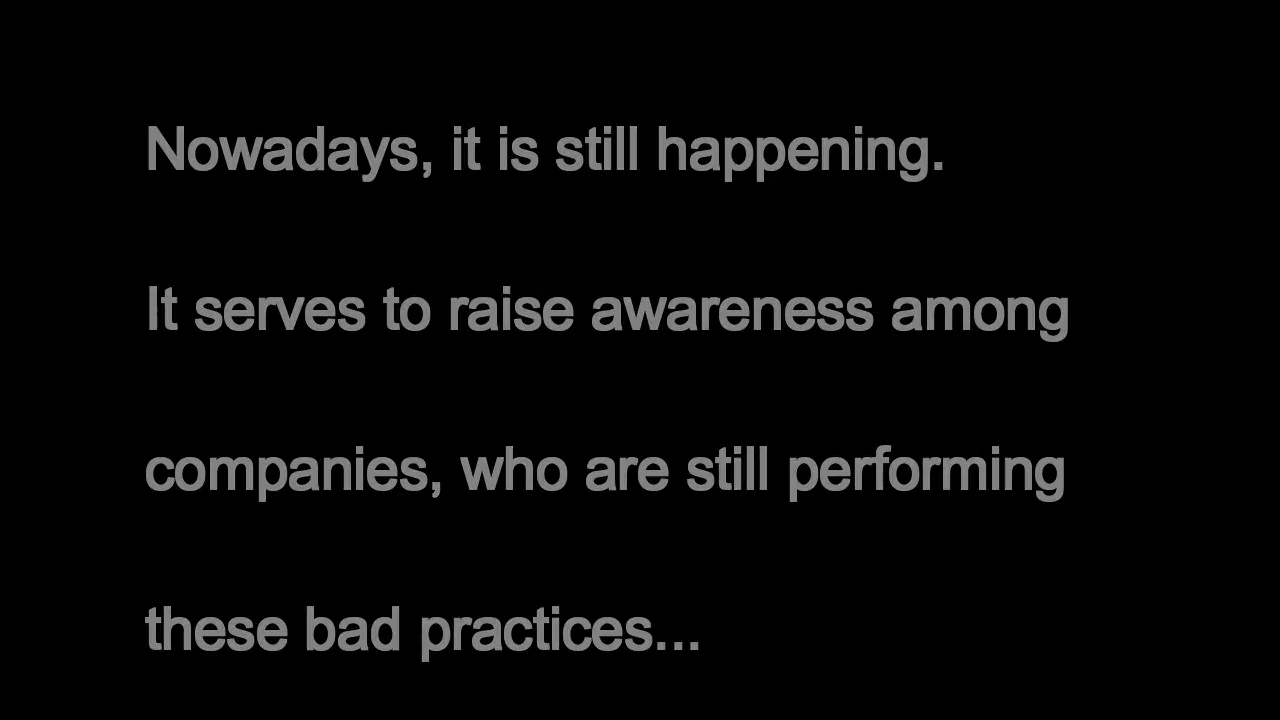 Nowadays, it is still happening.
It serves to raise awareness among
companies, who are still performing
these bad practices...